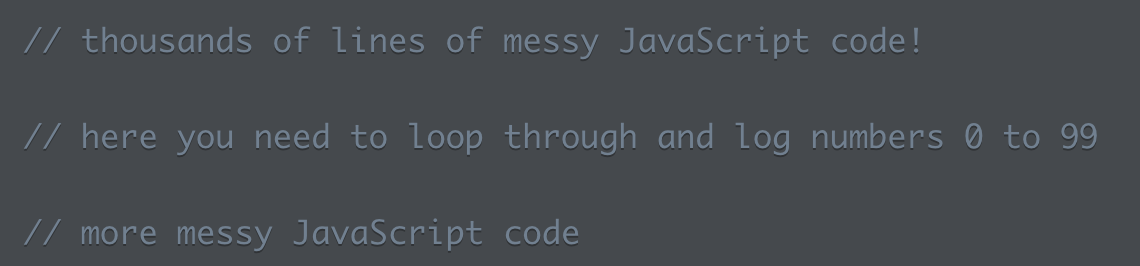 // thousands of lines of messy JavaScript code!
// here you need to loop through and log numbers 0 to 99
// more messy JavaScript code